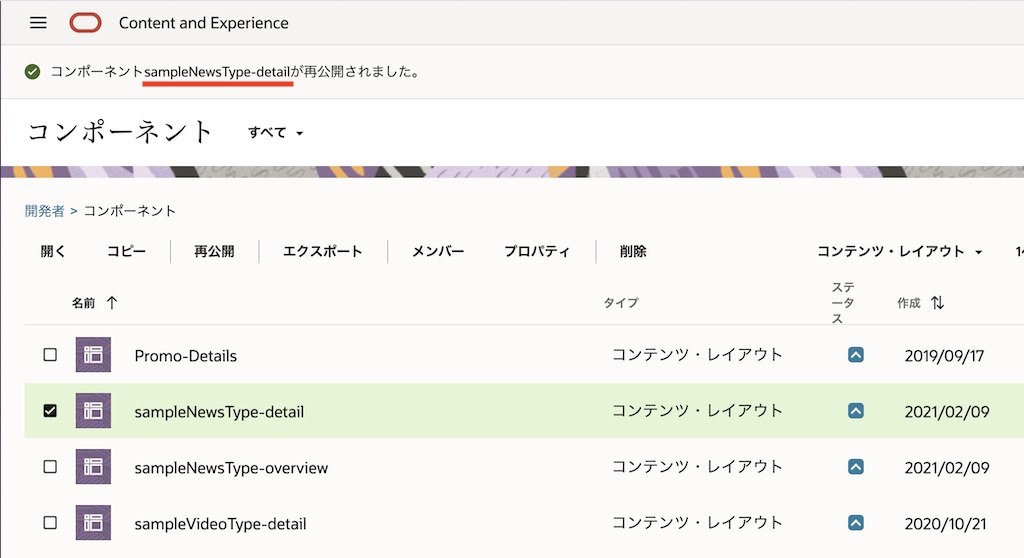 Content and Experience
コンポーネントsampleNewsType-detailが再公開されました。
コンポーネント すべて
開発者 > コンポーネント
開く コピー 再公開 エクスポート メンバー プロパティ 削除 コンテンツ・レイアウト
名前 タイプ ステータス 作成
Promo-Details コンテンツ・レイアウト 2019/09/17
sampleNewsType-detail コンテンツ・レイアウト 2021/02/09
sampleNewsType-overview コンテンツ・レイアウト 2021/02/09
sampleVideoType-detail コンテンツ・レイアウト 2020/10/21